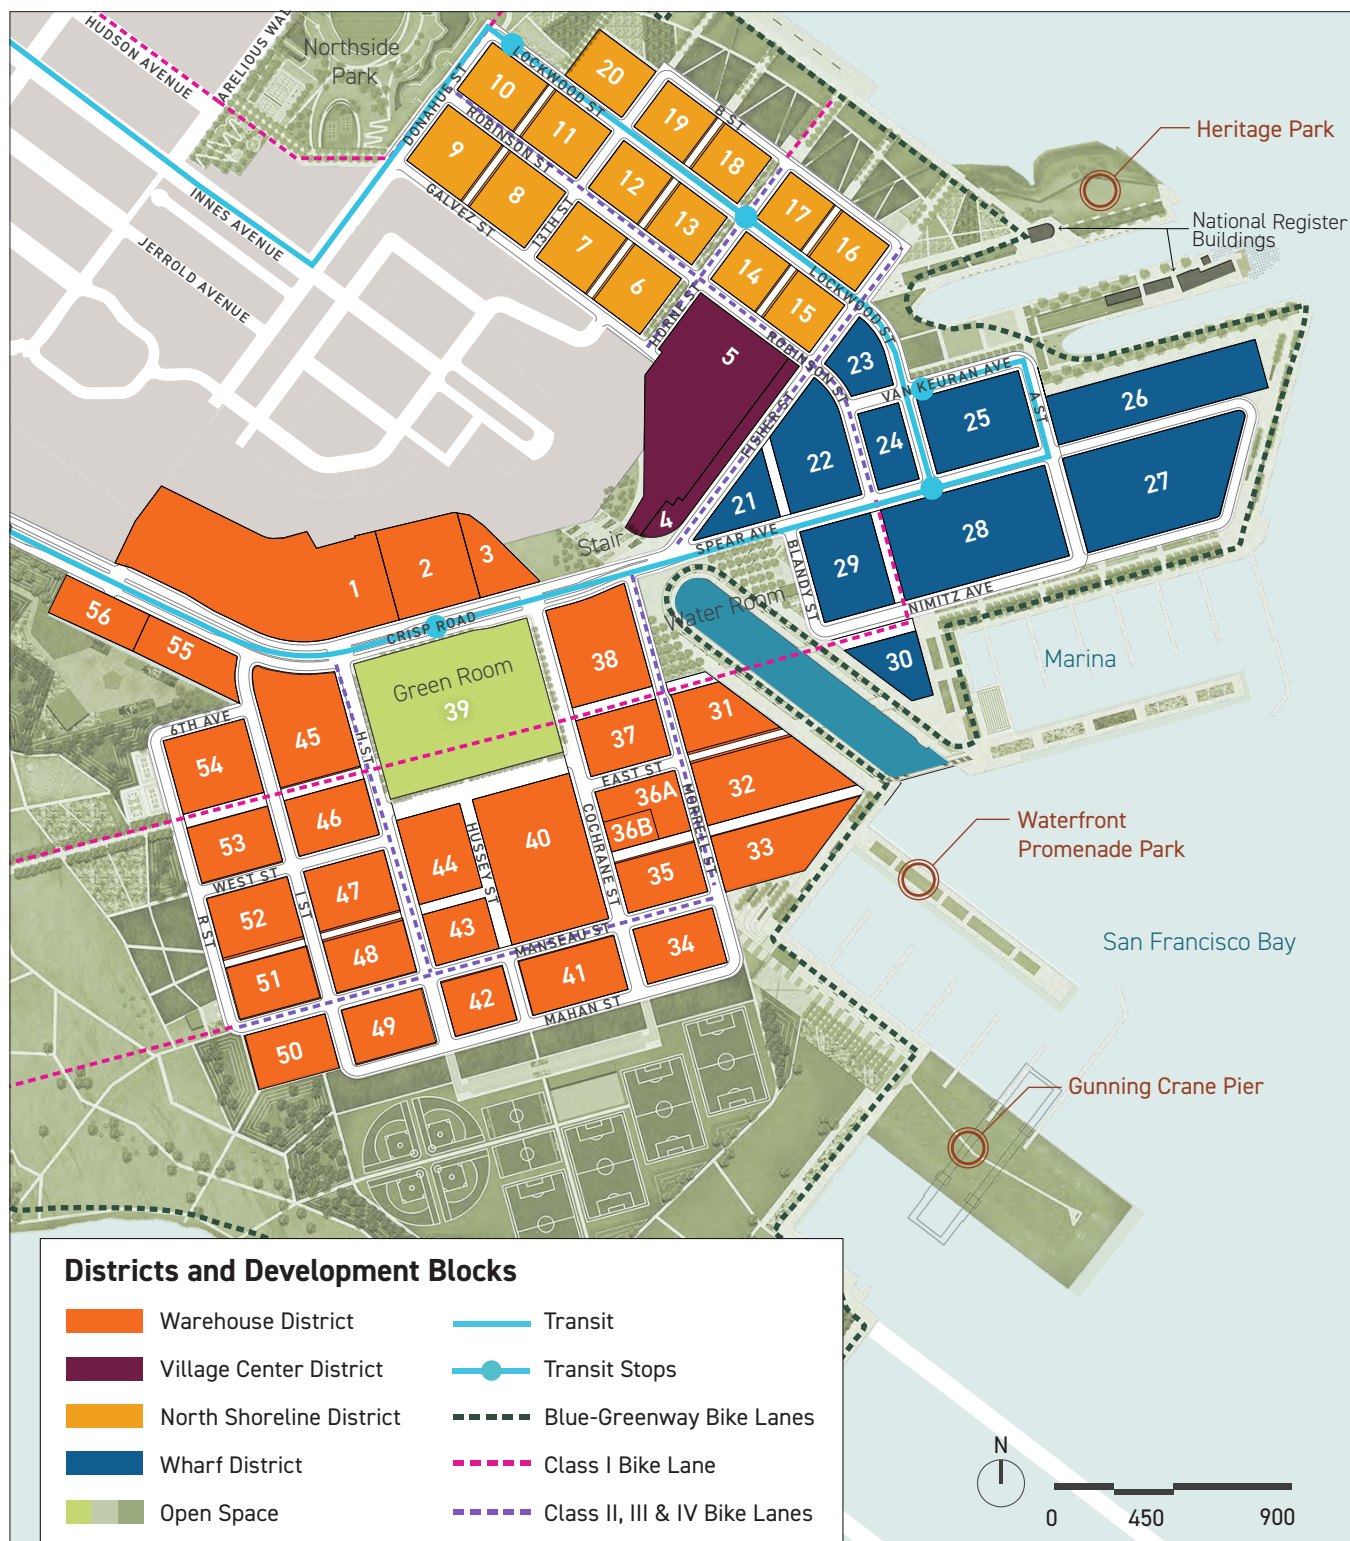 HUDSON AVENUE
Northside
Park
DONAHUE ST
LOCKWOOD ST
B ST
ROBINSON ST
GALVEZ ST
13TH ST
HORNE ST
INNES AVENUE
JERROLD AVENUE
20
10
19
11
18
9
12
17
8
13
16
7
14
6
15
5
LOCKWOOD ST
ROBINSON ST
FISHER ST
Heritage Park
National Register
Buildings
23
VAN KEURAN AVE
A ST
26
25
24
22
27
21
28
29
4
Stair
SPEAR AVE
BLANDY ST
NIMITZ AVE
Water Room
30
Marina
1
2
3
CRISP ROAD
56
55
Green Room
39
38
6TH AVE
45
H ST
54
37
31
EAST ST
32
36A
36B
MORRELL ST
COCHRANE ST
46
53
40
44
HUSSEY ST
33
35
WEST ST
I ST
47
52
R ST
43
48
MANSEAU ST
34
51
41
42
49
MAHAN ST
50
Waterfront
Promenade Park
San Francisco Bay
Gunning Crane Pier
Districts and Development Blocks
Warehouse District
Village Center District
North Shoreline District
Wharf District
Open Space
Transit
Transit Stops
Blue-Greenway Bike Lanes
Class I Bike Lane
Class II, III & IV Bike Lanes
N
0 450 900